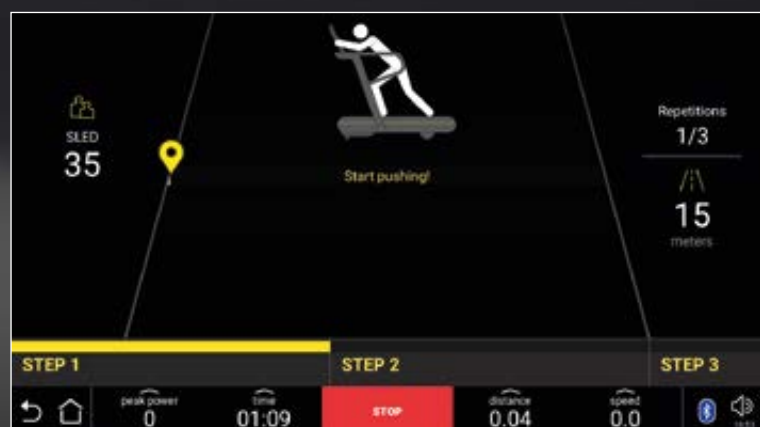 SLED
35
Start pushing!
Repetitions
1/3
15
meters
STEP 1
STEP 2
STEP 3
peak power
0
time
01:09
STOP
distance
0.04
speed
0.0